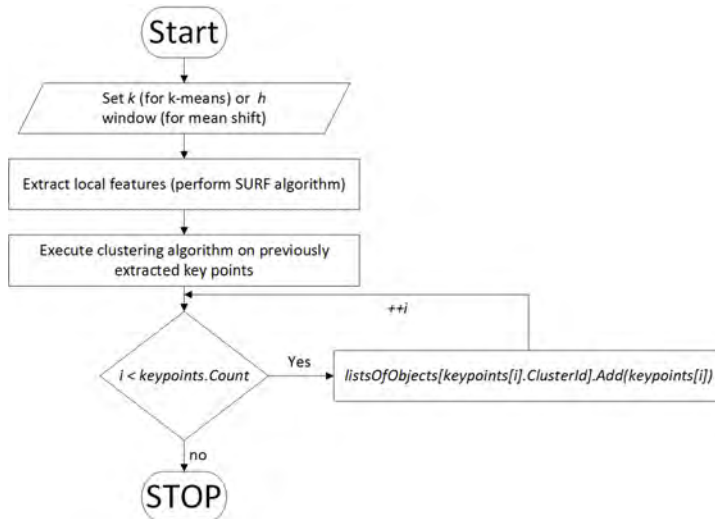 Start
Set k (for k-means) or h
window (for mean shift)
Extract local features (perform SURF algorithm)
Execute clustering algorithm on previously
extracted key points
++i
i < keypoints.Count
Yes
listsOfObjects[keypoints[i].ClusterId].Add(keypoints[i])
no
STOP